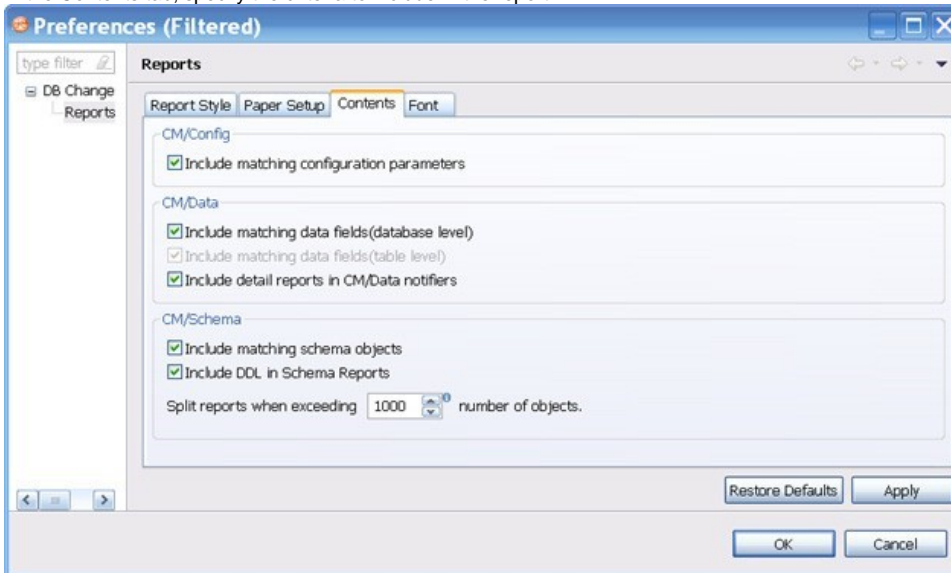 Preferences (Filtered)
type filter
Reports
DB Change
Reports
Report Style Paper Setup Contents Font
CM/Config
Include matching configuration parameters
CM/Data
Include matching data fields(database level)
Include matching data fields(table level)
Include detail reports in CM/Data notifiers
CM/Schema
Include matching schema objects
Include DDL in Schema Reports
Split reports when exceeding 1000 number of objects.
Restore Defaults Apply
OK Cancel